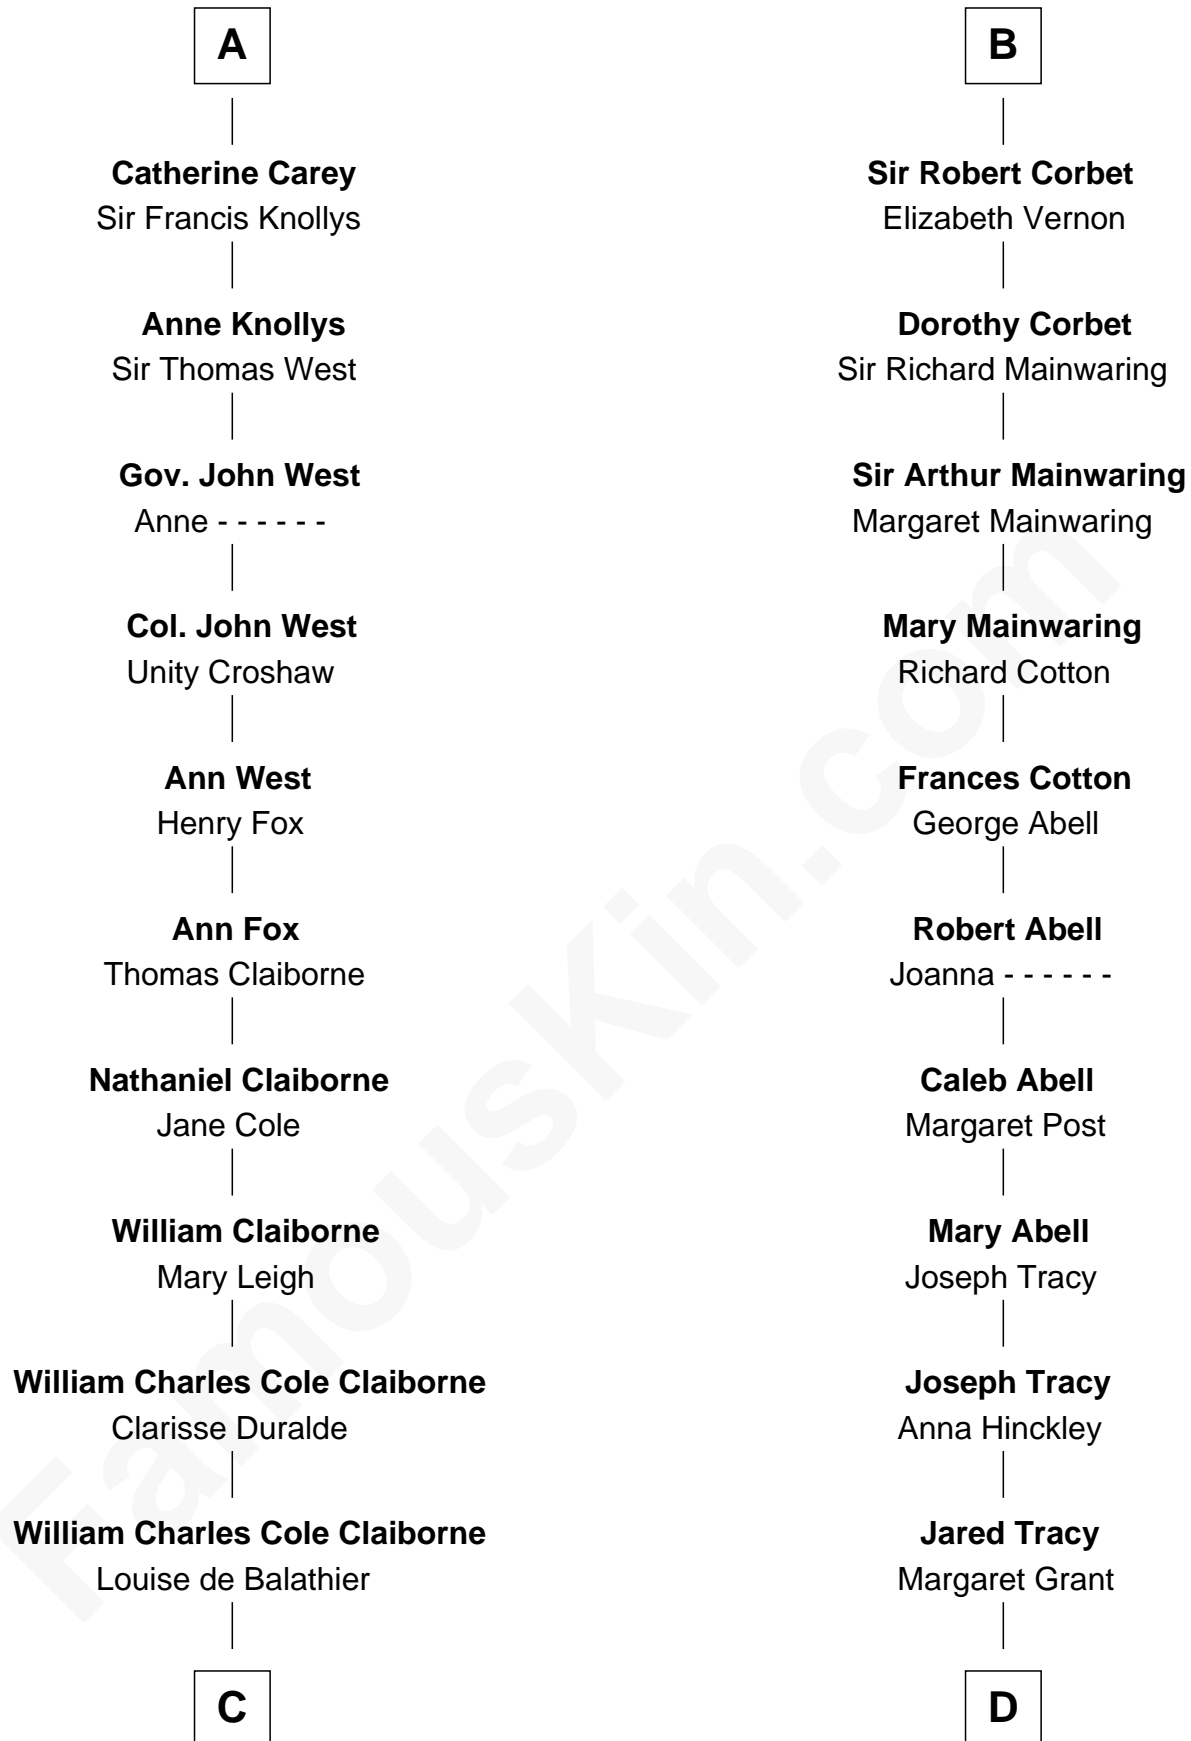 A
Catherine Carey
Sir Francis Knollys
Anne Knollys
Sir Thomas West
Gov. John West
Anne - - - - - -
Col. John West
Unity Croshaw
Ann West
Henry Fox
Ann Fox
Thomas Claiborne
Nathaniel Claiborne
Jane Cole
William Claiborne
Mary Leigh
William Charles Cole Claiborne
Clarisse Duralde
William Charles Cole Claiborne
Louise de Balathier
C
B
Sir Robert Corbet
Elizabeth Vernon
Dorothy Corbet
Sir Richard Mainwaring
Sir Arthur Mainwaring
Margaret Mainwaring
Mary Mainwaring
Richard Cotton
Frances Cotton
George Abell
Robert Abell
Joanna - - - - - -
Caleb Abell
Margaret Post
Mary Abell
Joseph Tracy
Joseph Tracy
Anna Hinckley
Jared Tracy
Margaret Grant
D
FamousKin.com